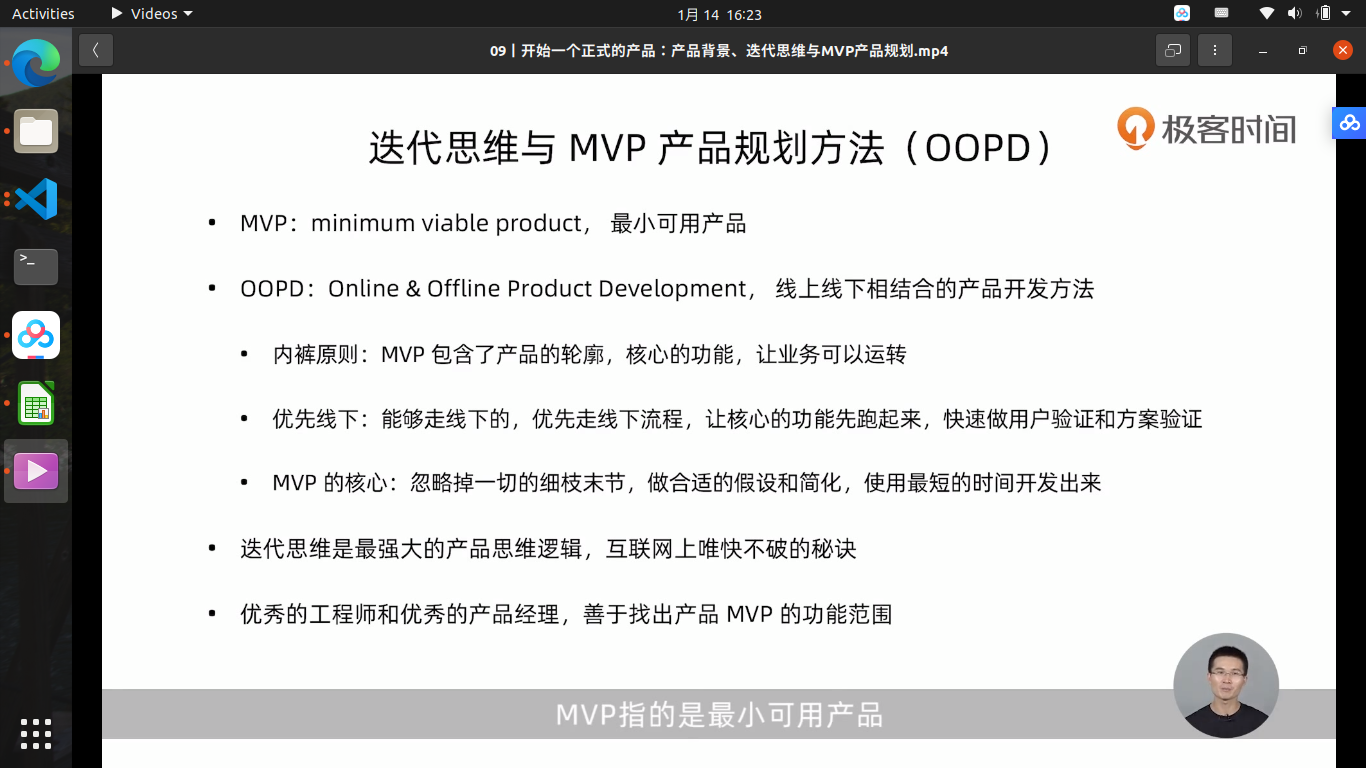 Activities
Videos
1月 14 16:23
09丨开始一个正式的产品：产品背景、迭代思维与MVP产品规划.mp4
极客时间
迭代思维与 MVP 产品规划方法（OOPD）
• MVP：minimum viable product， 最小可用产品
• OOPD：Online & Offline Product Development， 线上线下相结合的产品开发方法
• 内裤原则：MVP 包含了产品的轮廓，核心的功能，让业务可以运转
• 优先线下：能够走线下的，优先走线下流程，让核心的功能先跑起来，快速做用户验证和方案验证
• MVP 的核心：忽略掉一切的细枝末节，做合适的假设和简化，使用最短的时间开发出来
• 迭代思维是最强大的产品思维逻辑，互联网上唯快不破的秘诀
• 优秀的工程师和优秀的产品经理，善于找出产品 MVP 的功能范围
MVP指的是最小可用产品